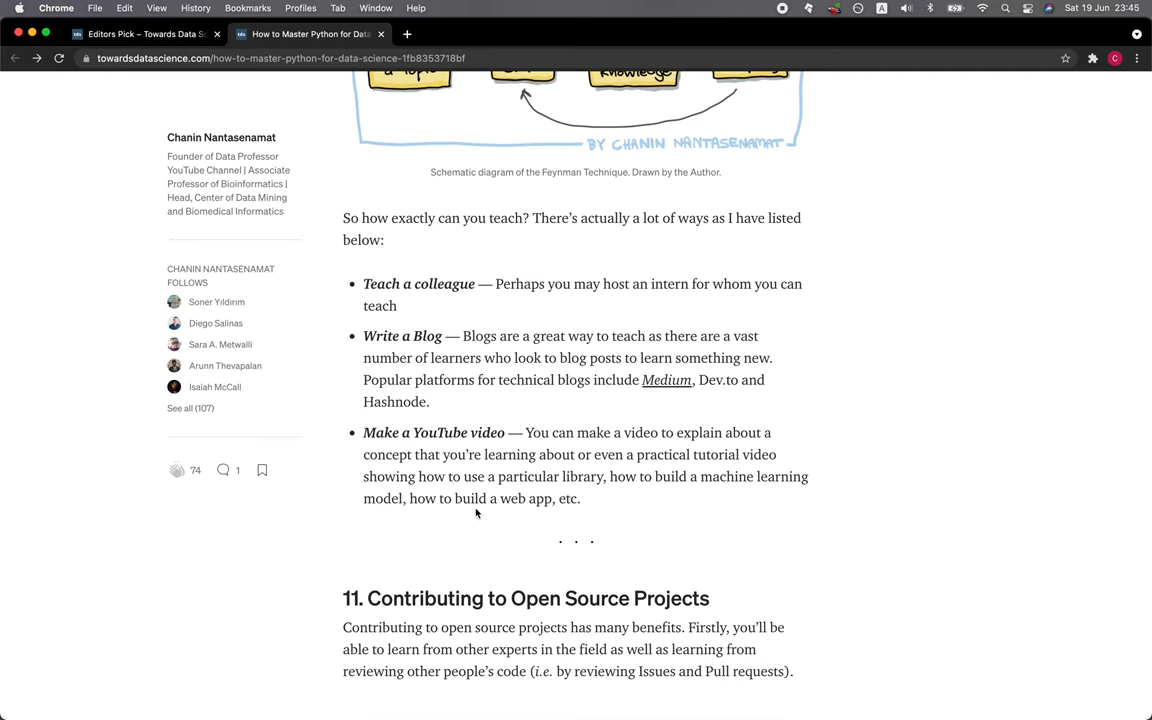 Chrome File Edit View History Bookmarks Profiles Tab Window Help
A Sat 19 Jun 23:45
Editors Pick – Towards Data Sc
How to Master Python for Data
towardsdatascience.com/how-to-master-python-for-data-science-1fb8353718bf
C
a Topic
Knowledge
BY CHANIN NANTASENAMAT
Schematic diagram of the Feynman Technique. Drawn by the Author.
Chanin Nantasenamat
Founder of Data Professor
YouTube Channel | Associate
Professor of Bioinformatics |
Head, Center of Data Mining
and Biomedical Informatics
CHANIN NANTASENAMAT
FOLLOWS
Soner Yıldırım
Diego Salinas
Sara A. Metwalli
Arunn Thevapalan
Isaiah McCall
See all (107)
74 1
So how exactly can you teach? There’s actually a lot of ways as I have listed
below:
• Teach a colleague — Perhaps you may host an intern for whom you can
teach
• Write a Blog — Blogs are a great way to teach as there are a vast
number of learners who look to blog posts to learn something new.
Popular platforms for technical blogs include Medium, Dev.to and
Hashnode.
• Make a YouTube video — You can make a video to explain about a
concept that you’re learning about or even a practical tutorial video
showing how to use a particular library, how to build a machine learning
model, how to build a web app, etc.
. . .
11. Contributing to Open Source Projects
Contributing to open source projects has many benefits. Firstly, you’ll be
able to learn from other experts in the field as well as learning from
reviewing other people’s code (i.e. by reviewing Issues and Pull requests).